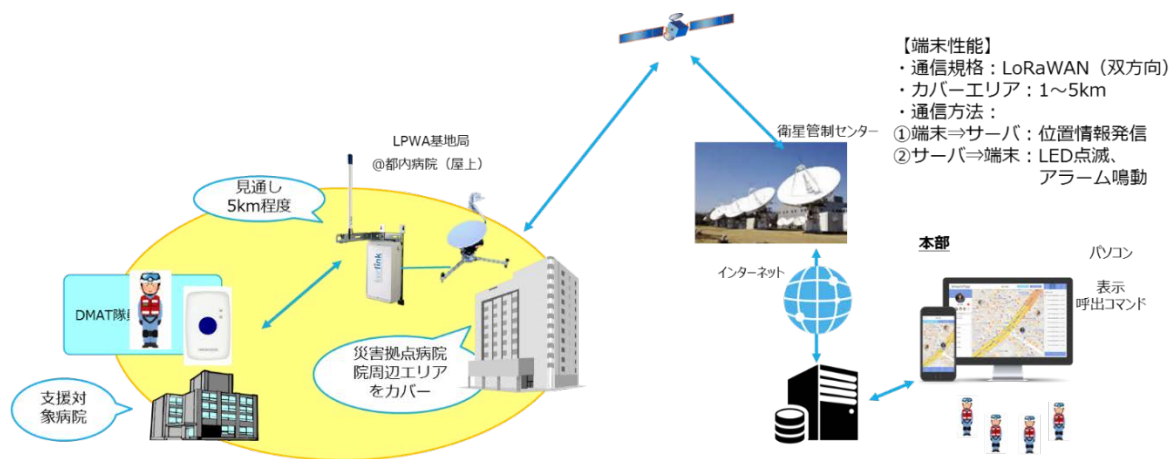 【端末性能】
・通信規格：LoRaWAN（双方向）
・カバーエリア：1～5km
・通信方法：
①端末⇒サーバ：位置情報発信
②サーバ⇒端末：LED点滅、
アラーム鳴動
衛星管制センター
LPWA基地局
@都内病院（屋上）
見通し
5km程度
本部
パソコン
表示
呼出コマンド
インターネット
DMAT隊員
災害拠点病院
院周辺エリア
をカバー
支援対
象病院